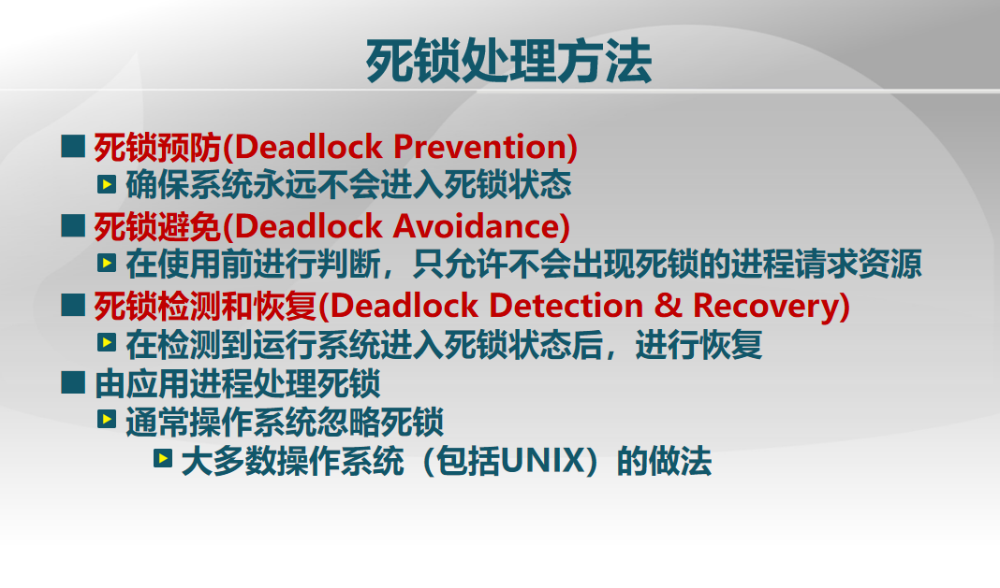 死锁处理方法
死锁预防(Deadlock Prevention)
确保系统永远不会进入死锁状态
死锁避免(Deadlock Avoidance)
在使用前进行判断，只允许不会出现死锁的进程请求资源
死锁检测和恢复(Deadlock Detection & Recovery)
在检测到运行系统进入死锁状态后，进行恢复
由应用进程处理死锁
通常操作系统忽略死锁
大多数操作系统（包括UNIX）的做法